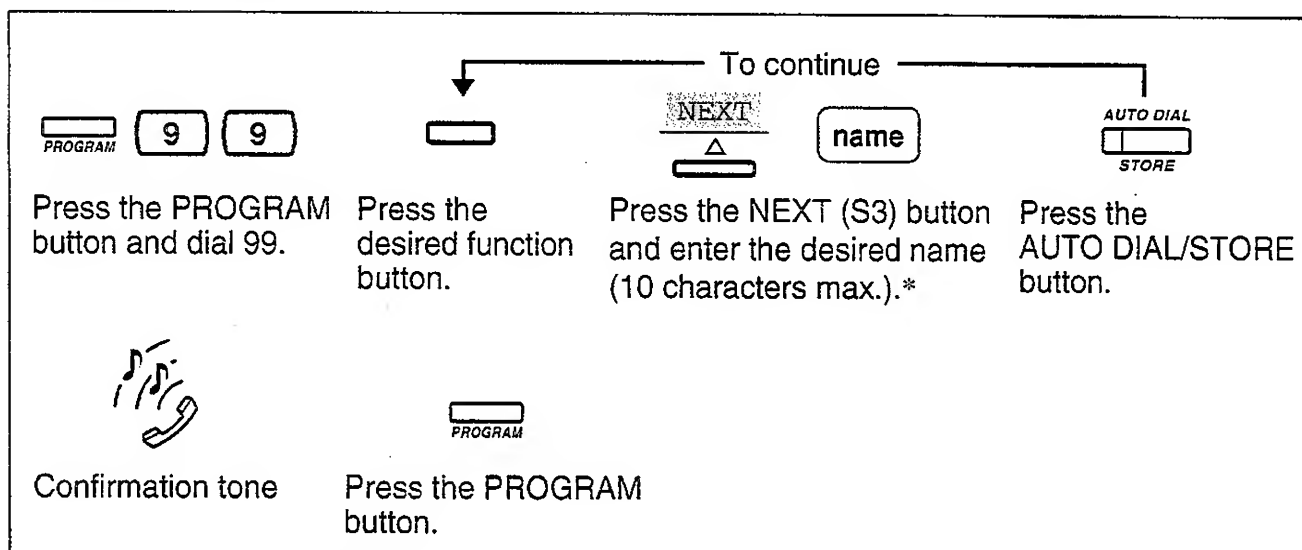 To continue
NEXT
AUTO DIAL
PROGRAM
9
9
△
name
STORE
Press the PROGRAM
button and dial 99.
Press the
desired function
button.
Press the NEXT (S3) button
and enter the desired name
(10 characters max.).*
Press the
AUTO DIAL/STORE
button.
PROGRAM
Confirmation tone
Press the PROGRAM
button.